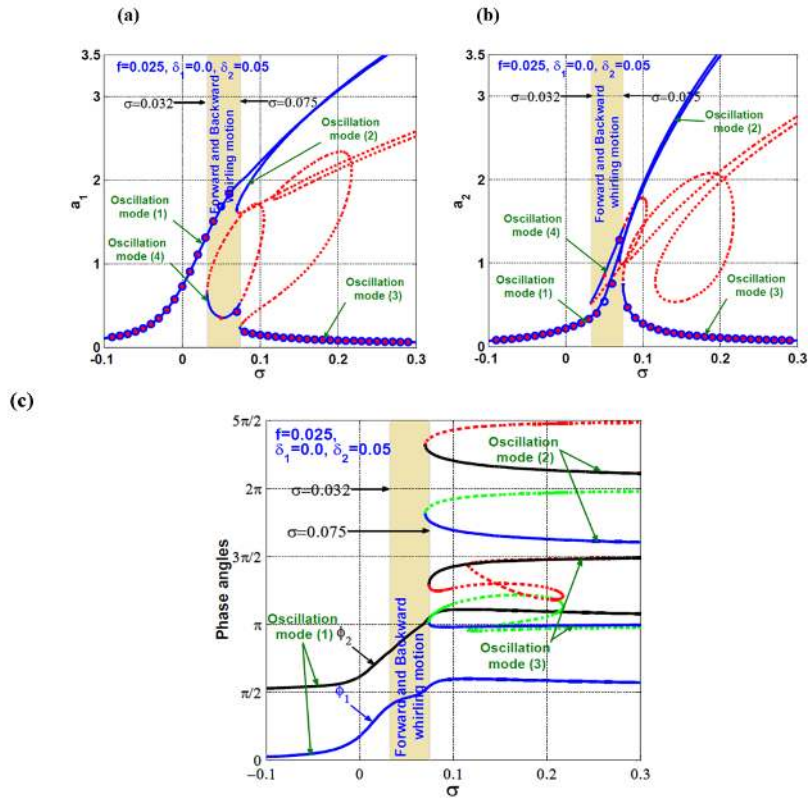 (a)
3.5
3
2.5
2
1.5
1
0.5
0
a1
f=0.025, δ1=0.0, δ2=0.05
σ=0.032
σ=0.075
Forward and Backward
whirling motion
Oscillation
mode (2)
Oscillation
mode (1)
Oscillation
mode (4)
Oscillation
mode (3)
-0.1 0 0.1 0.2 0.3
σ
(b)
3.5
3
2.5
2
1.5
1
0.5
0
a2
f=0.025, δ1=0.0, δ2=0.05
σ=0.032
σ=0.075
Forward and Backward
whirling motion
Oscillation
mode (2)
Oscillation
mode (4)
Oscillation
mode (1)
Oscillation
mode (3)
-0.1 0 0.1 0.2 0.3
σ
(c)
5π/2
2π
3π/2
π
π/2
0
Phase angles
f=0.025,
δ1=0.0, δ2=0.05
σ=0.032
σ=0.075
Forward and Backward
whirling motion
Oscillation
mode (2)
Oscillation
mode (1)
ϕ2
Oscillation
mode (3)
ϕ1
−0.1 0 0.1 0.2 0.3
σ